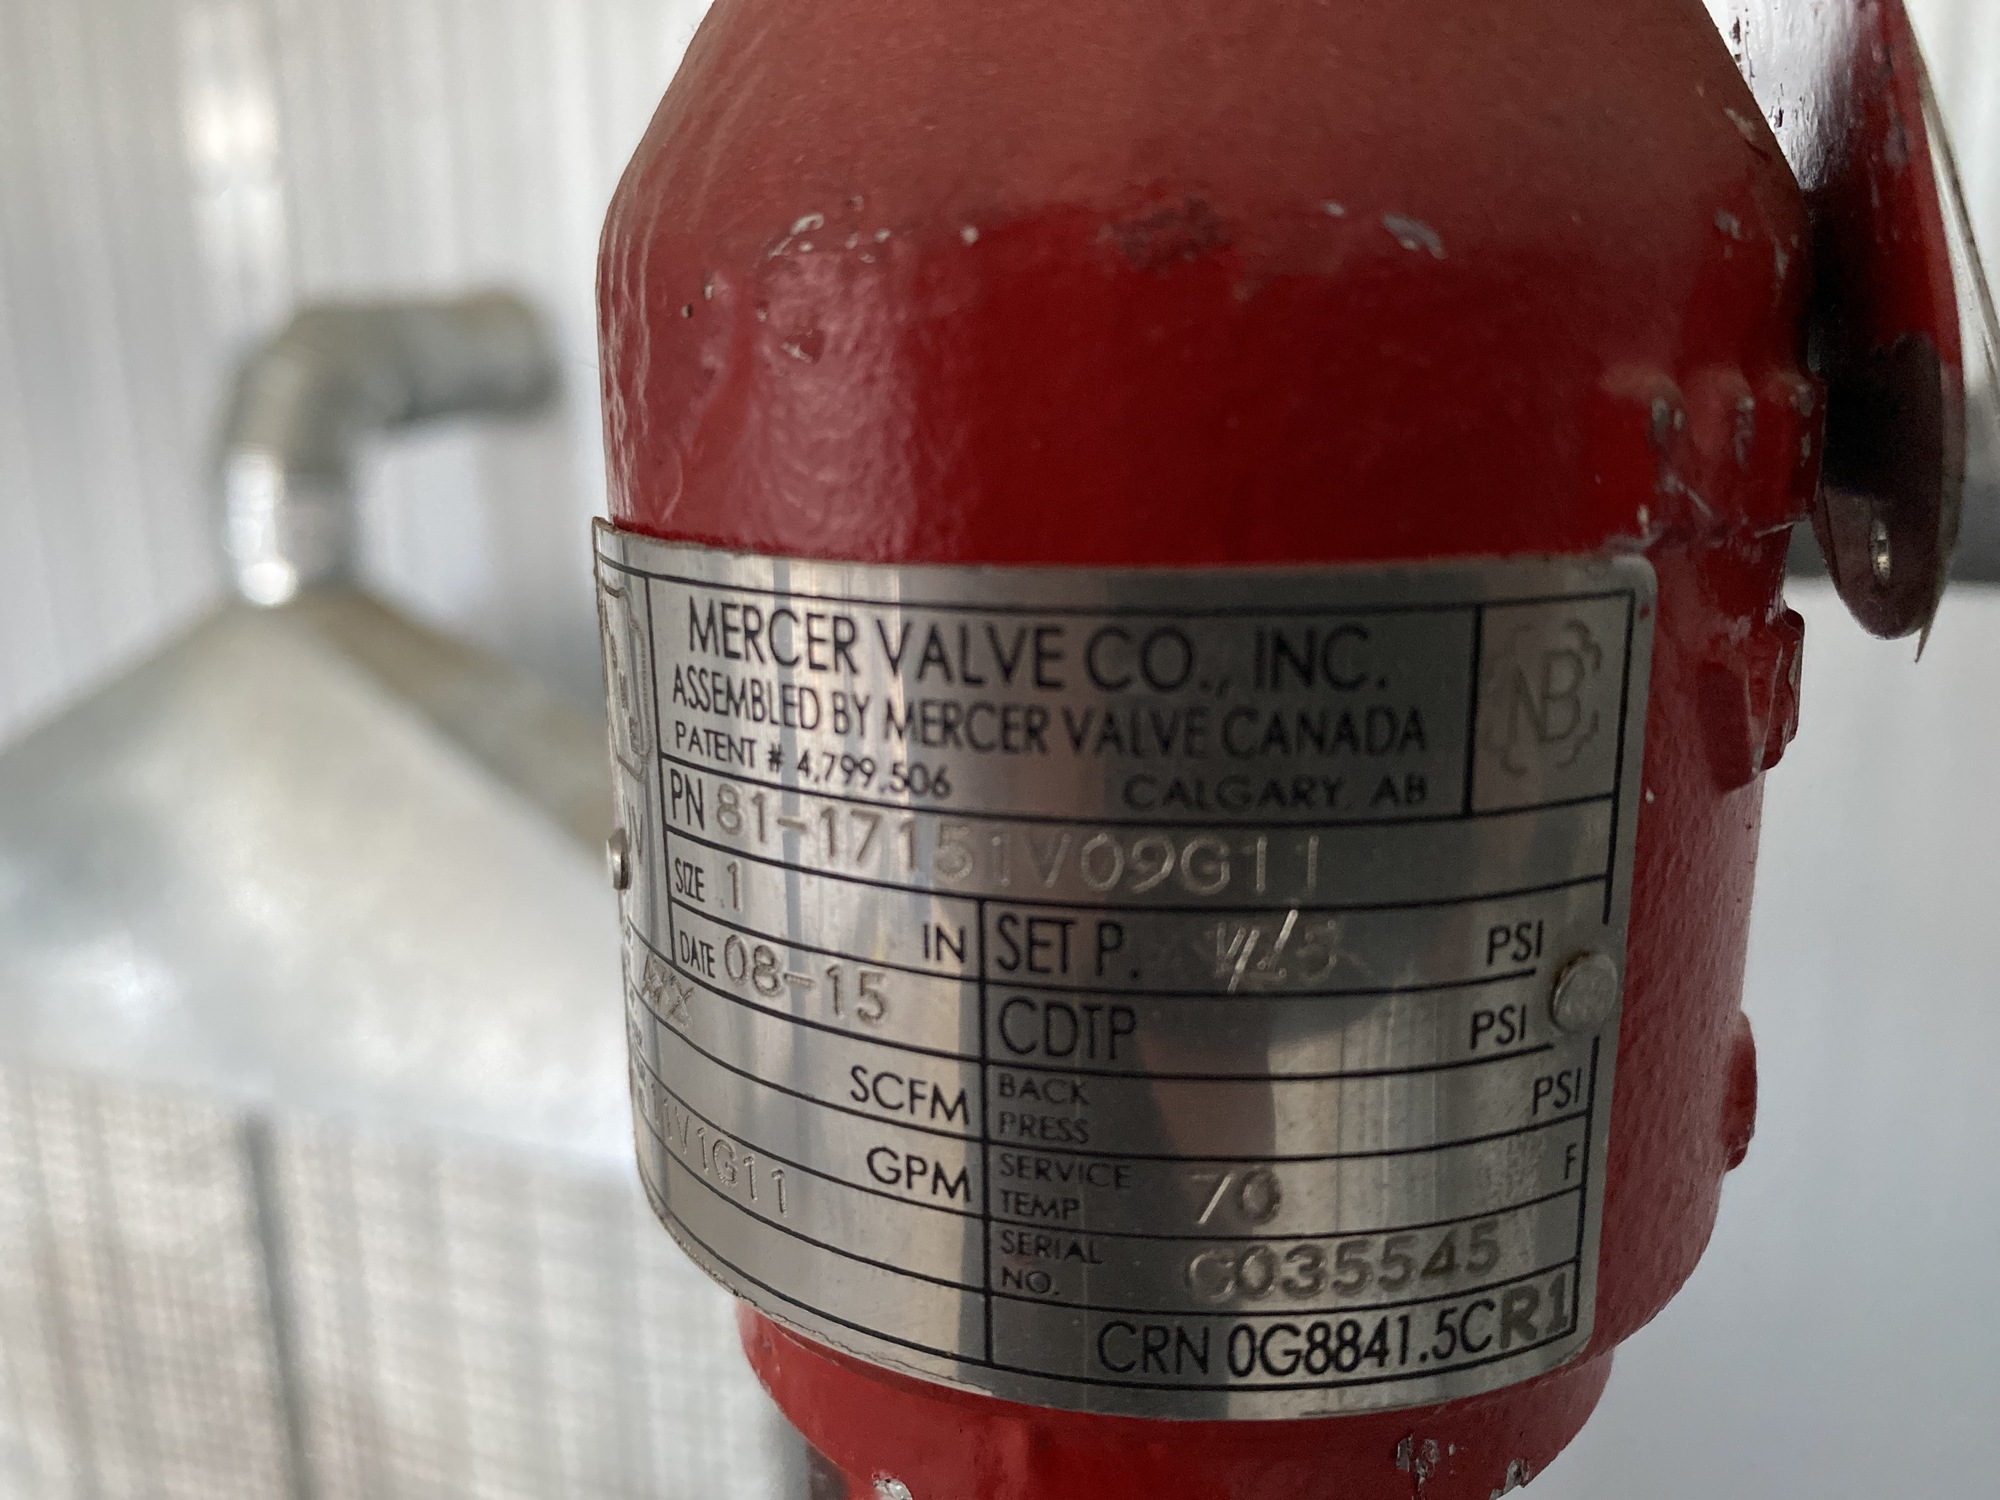 MERCER VALVE CO., INC.
ASSEMBLED BY MERCER VALVE CANADA
PATENT # 4,799,506 CALGARY, AB
NB
PN 81-17151V09G11
SIZE 1 IN
SET P. PSI
DATE 08-15
CDTP PSI
SCFM
BACK PRESS PSI
GPM
1V1G11
SERVICE TEMP 70 F
SERIAL NO. C035545
CRN 0G8841.5CR1